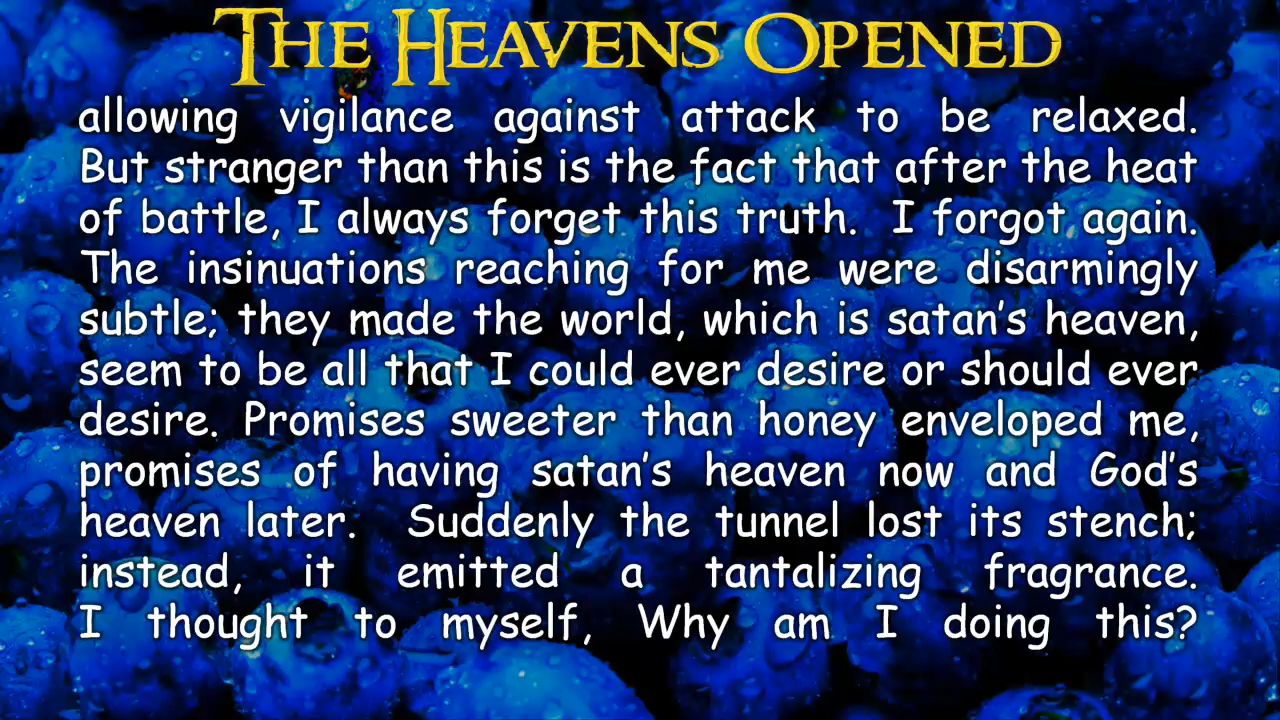 The Heavens Opened
allowing vigilance against attack to be relaxed.
But stranger than this is the fact that after the heat
of battle, I always forget this truth.  I forgot again.
The insinuations reaching for me were disarmingly
subtle; they made the world, which is satan’s heaven,
seem to be all that I could ever desire or should ever
desire. Promises sweeter than honey enveloped me,
promises of having satan’s heaven now and God’s
heaven later.  Suddenly the tunnel lost its stench;
instead, it emitted a tantalizing fragrance.
I thought to myself, Why am I doing this?